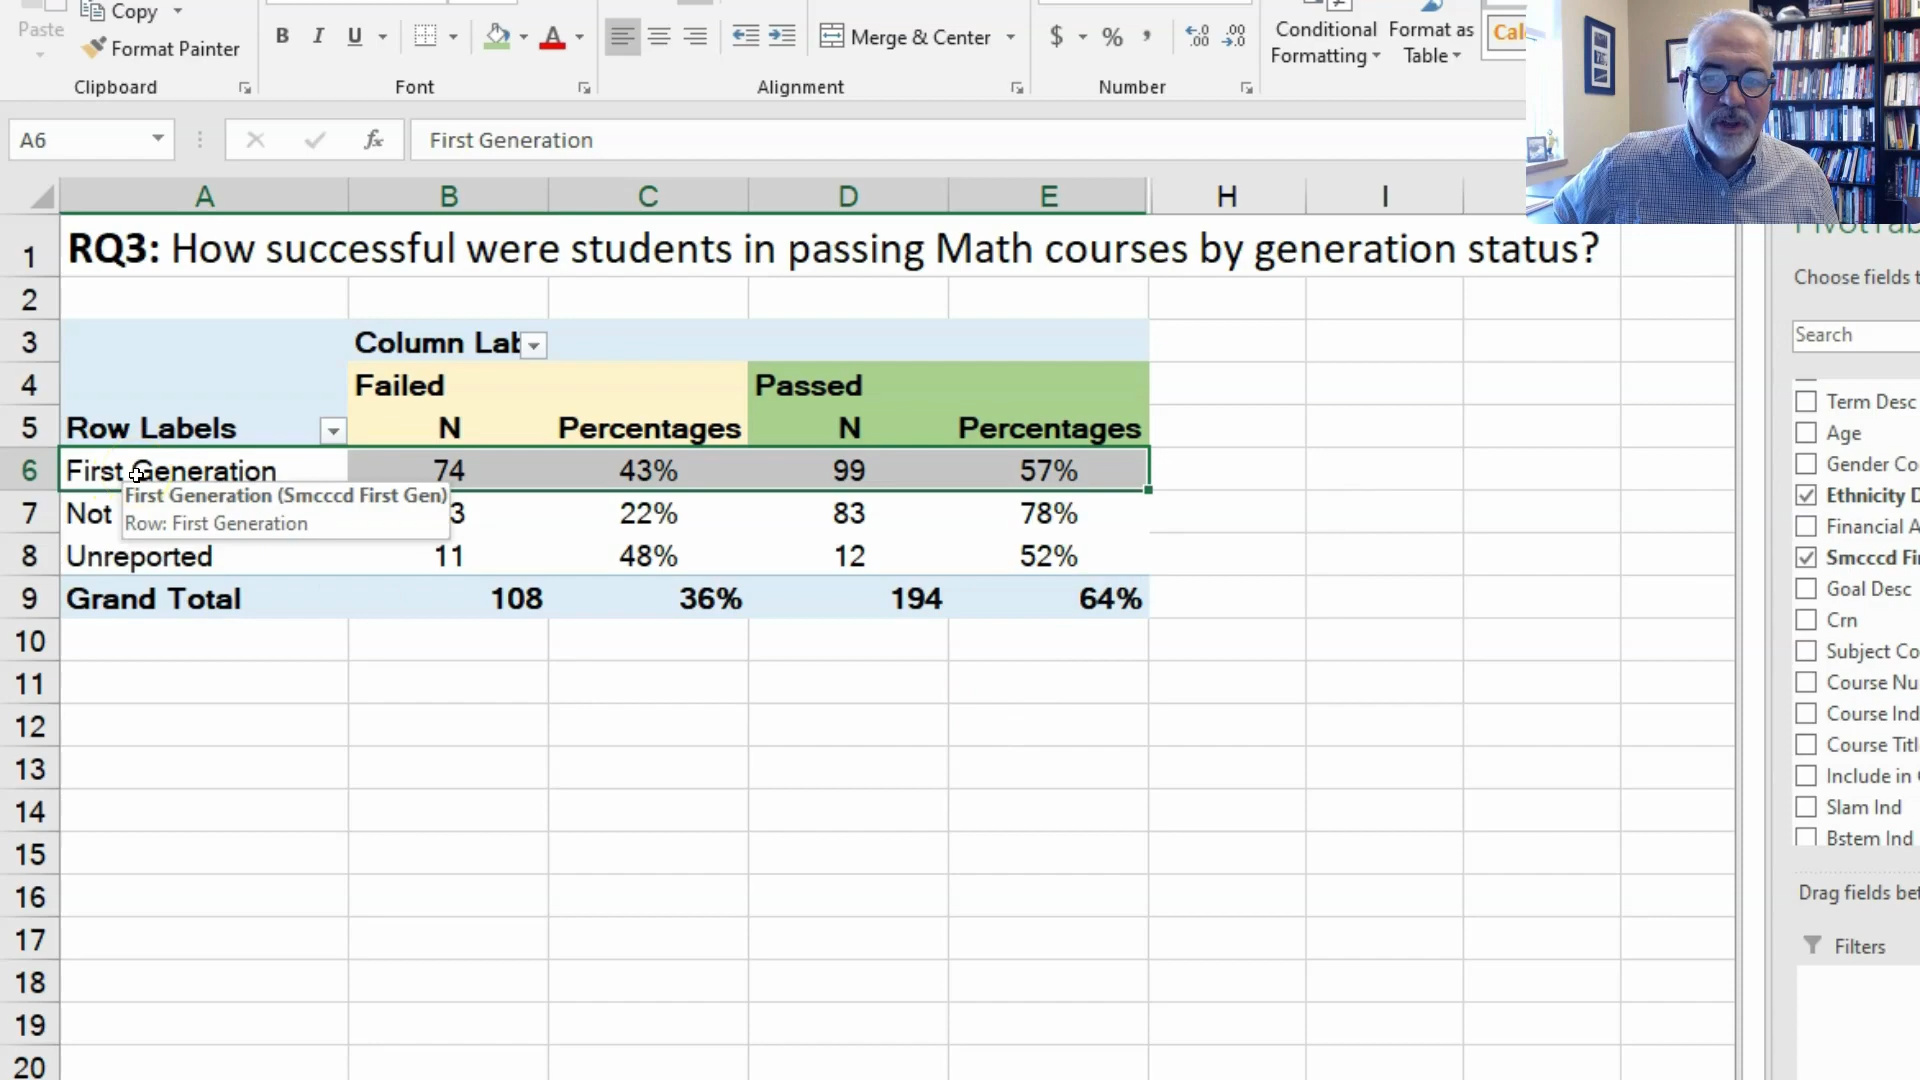 Paste
Copy
Format Painter
B I U A
Merge & Center
$ % ,
Conditional Formatting
Format as Table
Clipboard
Font
Alignment
Number
A6
fx
First Generation
A B C D E H I
1 RQ3: How successful were students in passing Math courses by generation status?
2
3 Column Lab
4 Failed Passed
5 Row Labels N Percentages N Percentages
6 First Generation 74 43% 99 57%
First Generation (Smcccd First Gen)
Row: First Generation
7 Not 3 22% 83 78%
8 Unreported 11 48% 12 52%
9 Grand Total 108 36% 194 64%
10
11
12
13
14
15
16
17
18
19
20
Choose fields t
Search
Term Desc
Age
Gender Co
Ethnicity D
Financial A
Smcccd Fi
Goal Desc
Crn
Subject Co
Course Nu
Course Ind
Course Titl
Include in
Slam Ind
Bstem Ind
Drag fields bet
Filters